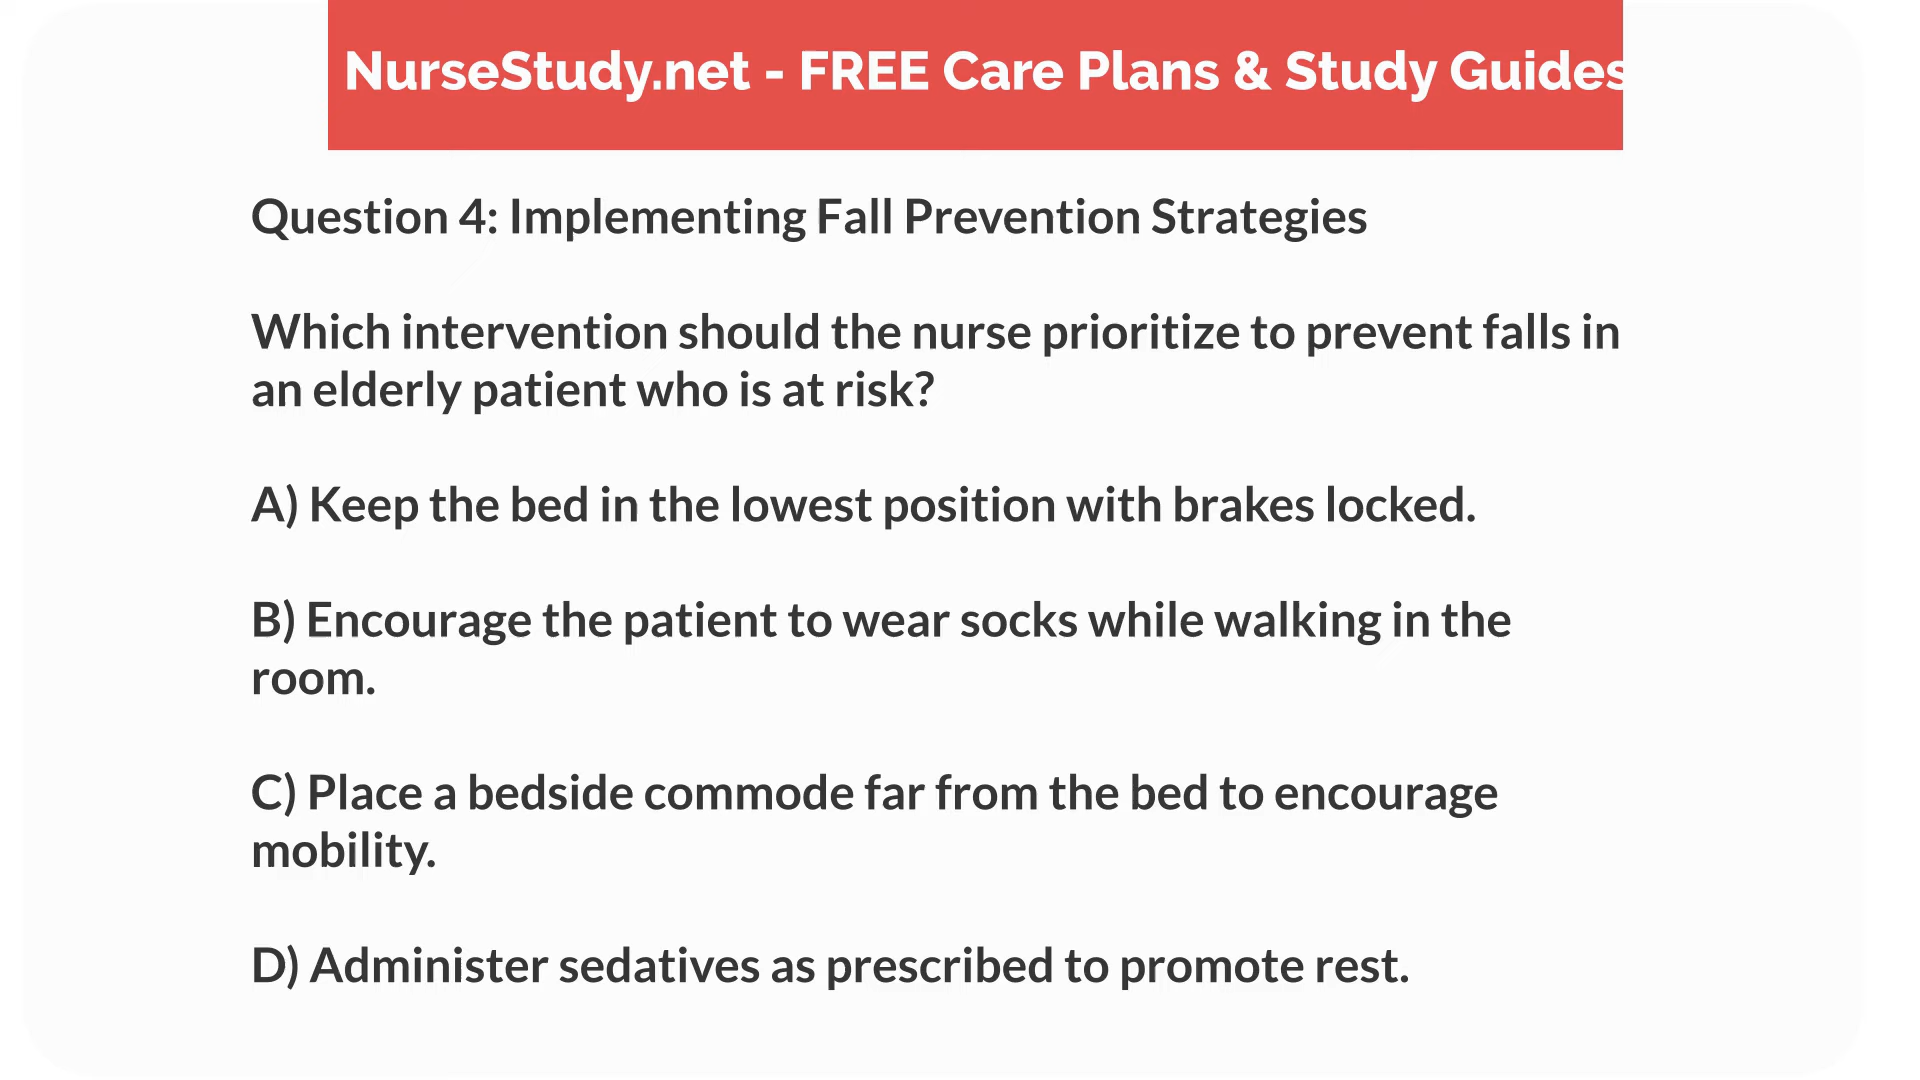 NurseStudy.net - FREE Care Plans & Study Guides
Question 4: Implementing Fall Prevention Strategies
Which intervention should the nurse prioritize to prevent falls in
an elderly patient who is at risk?
A) Keep the bed in the lowest position with brakes locked.
B) Encourage the patient to wear socks while walking in the
room.
C) Place a bedside commode far from the bed to encourage
mobility.
D) Administer sedatives as prescribed to promote rest.